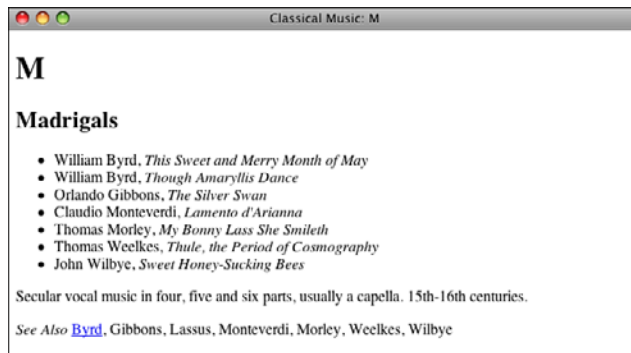 Classical Music: M
M
Madrigals
• William Byrd, This Sweet and Merry Month of May
• William Byrd, Though Amaryllis Dance
• Orlando Gibbons, The Silver Swan
• Claudio Monteverdi, Lamento d'Arianna
• Thomas Morley, My Bonny Lass She Smileth
• Thomas Weelkes, Thule, the Period of Cosmography
• John Wilbye, Sweet Honey-Sucking Bees
Secular vocal music in four, five and six parts, usually a capella. 15th-16th centuries.
See Also Byrd, Gibbons, Lassus, Monteverdi, Morley, Weelkes, Wilbye